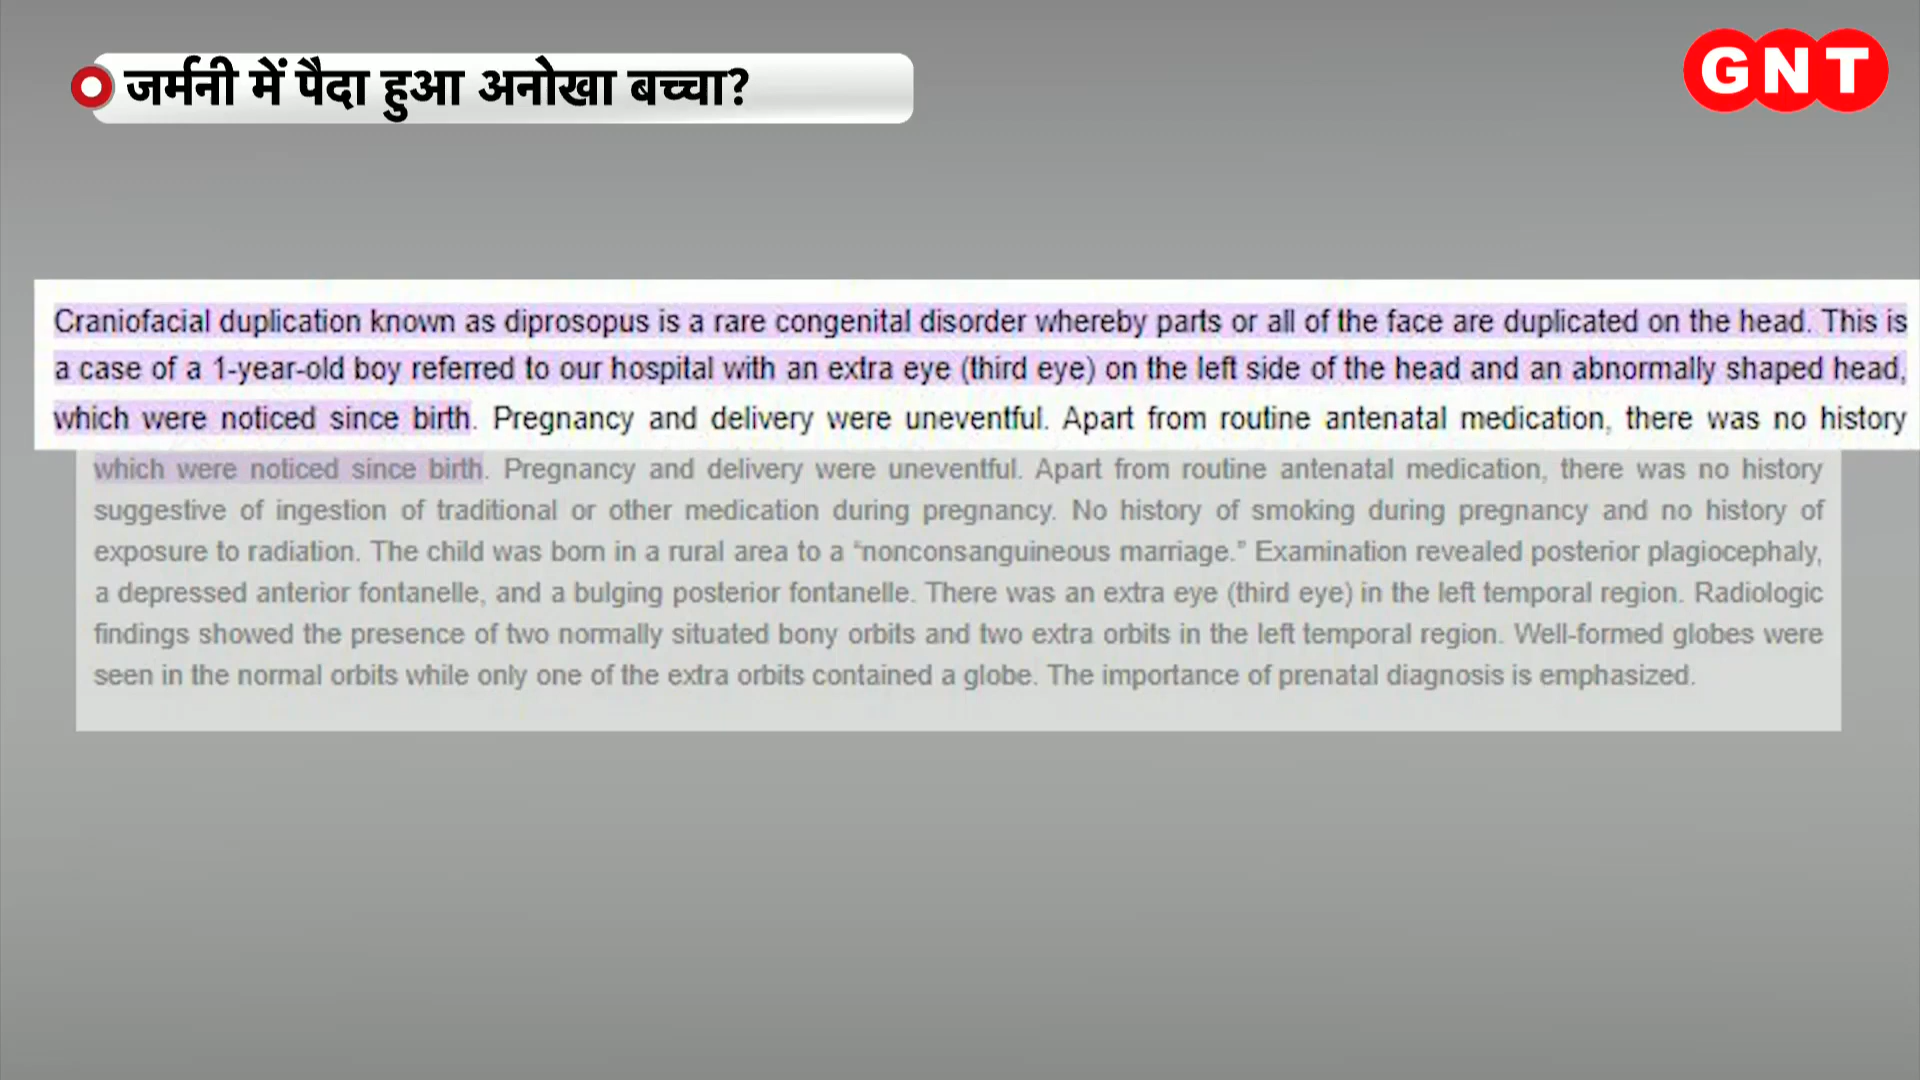 जर्मनी में पैदा हुआ अनोखा बच्चा?
GNT
Craniofacial duplication known as diprosopus is a rare congenital disorder whereby parts or all of the face are duplicated on the head. This is
a case of a 1-year-old boy referred to our hospital with an extra eye (third eye) on the left side of the head and an abnormally shaped head,
which were noticed since birth. Pregnancy and delivery were uneventful. Apart from routine antenatal medication, there was no history
which were noticed since birth. Pregnancy and delivery were uneventful. Apart from routine antenatal medication, there was no history
suggestive of ingestion of traditional or other medication during pregnancy. No history of smoking during pregnancy and no history of
exposure to radiation. The child was born in a rural area to a “nonconsanguineous marriage.” Examination revealed posterior plagiocephaly,
a depressed anterior fontanelle, and a bulging posterior fontanelle. There was an extra eye (third eye) in the left temporal region. Radiologic
findings showed the presence of two normally situated bony orbits and two extra orbits in the left temporal region. Well-formed globes were
seen in the normal orbits while only one of the extra orbits contained a globe. The importance of prenatal diagnosis is emphasized.